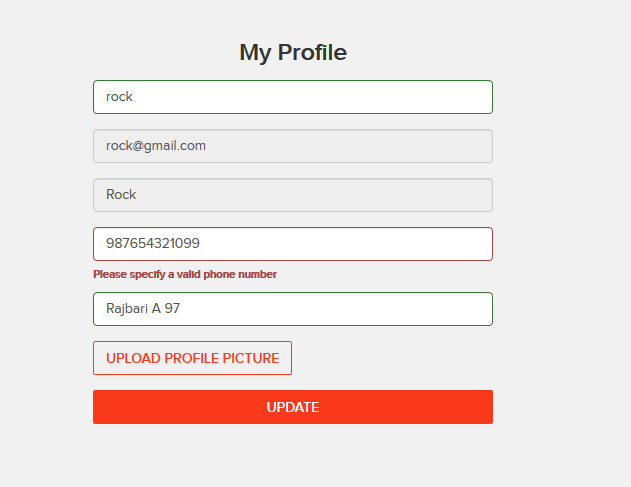 My Profile
rock
rock@gmail.com
Rock
987654321099
Please specify a valid phone number
Rajbari A 97
UPLOAD PROFILE PICTURE
UPDATE